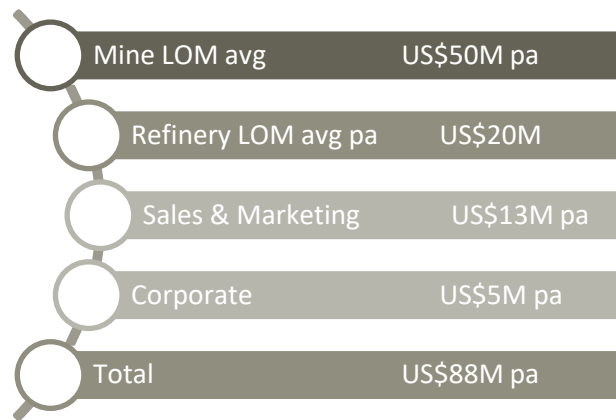 Mine LOM avg US$50M pa
Refinery LOM avg pa US$20M
Sales & Marketing US$13M pa
Corporate US$5M pa
Total US$88M pa